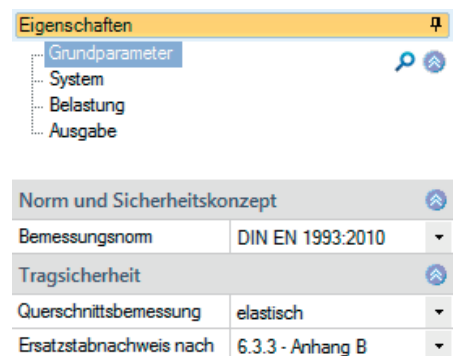 Eigenschaften
Grundparameter
System
Belastung
Ausgabe
Norm und Sicherheitskonzept
Bemessungsnorm DIN EN 1993:2010
Tragsicherheit
Querschnittsbemessung elastisch
Ersatzstabnachweis nach 6.3.3 - Anhang B